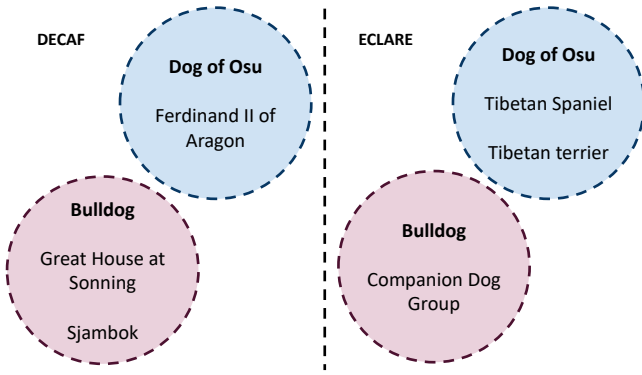 DECAF
Dog of Osu
Ferdinand II of
Aragon
Bulldog
Great House at
Sonning
Sjambok
ECLARE
Dog of Osu
Tibetan Spaniel
Tibetan terrier
Bulldog
Companion Dog
Group